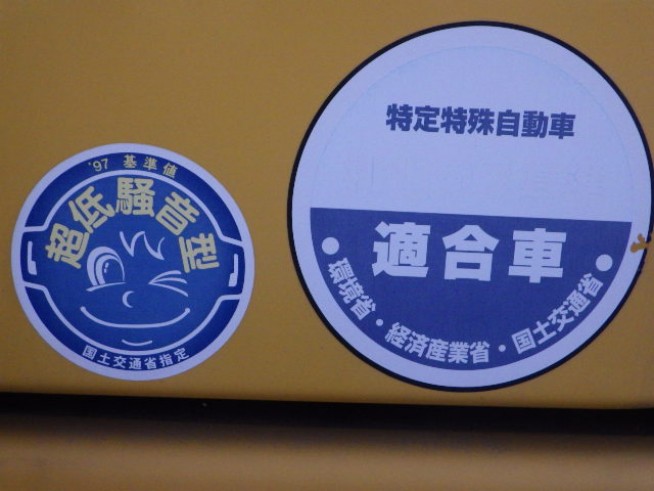 '97 基準値
超低騒音型
国土交通省指定
特定特殊自動車
適合車
●環境省・経済産業省・国土交通省●